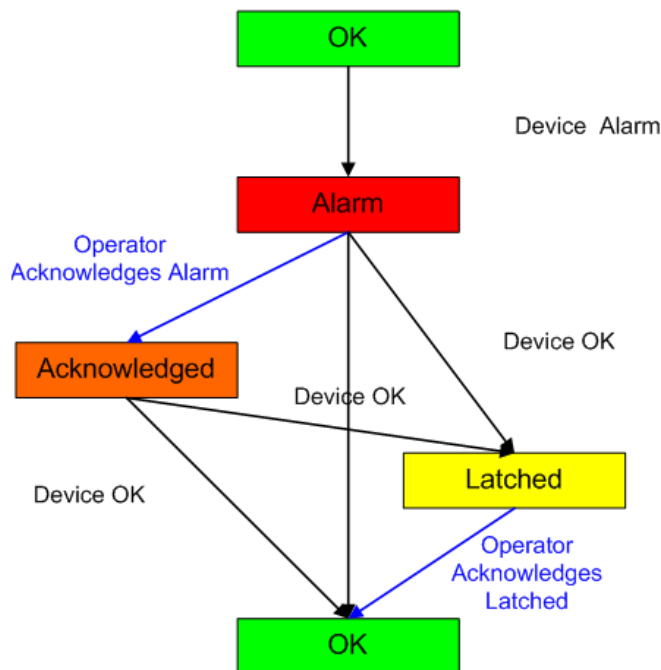 OK
Device Alarm
Alarm
Operator
Acknowledges Alarm
Device OK
Acknowledged
Device OK
Latched
Device OK
Operator
Acknowledges
Latched
OK